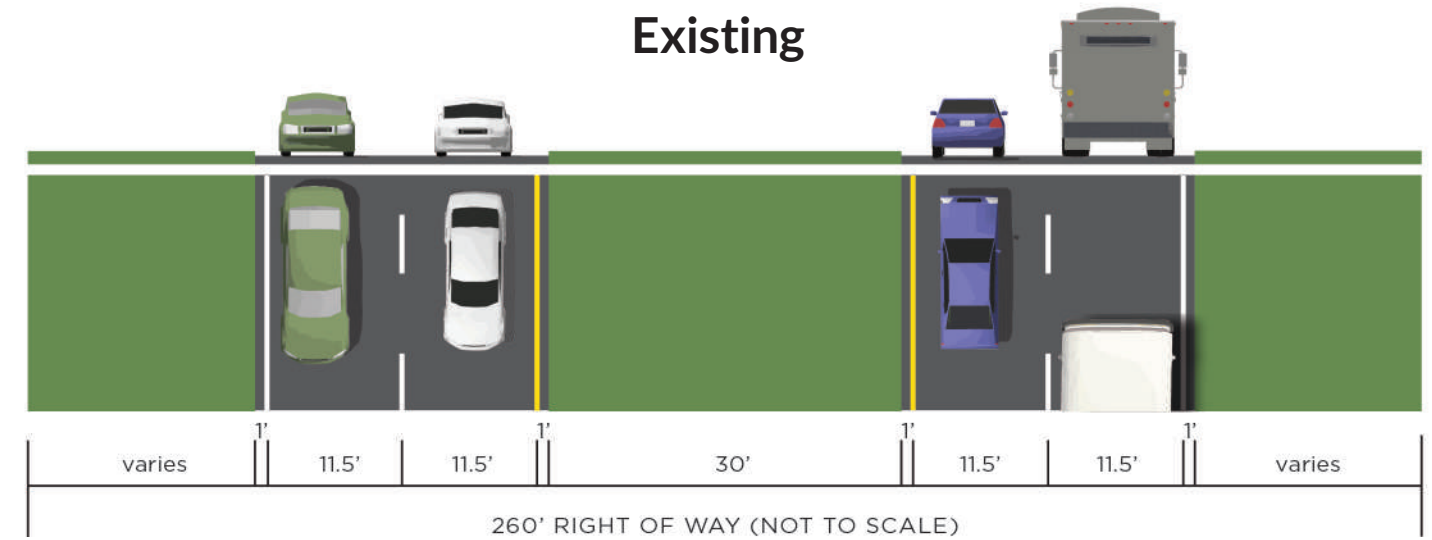 Existing
1’ 1’ 1’ 1’
varies 11.5’ 11.5’ 30’ 11.5’ 11.5’ varies
260’ RIGHT OF WAY (NOT TO SCALE)